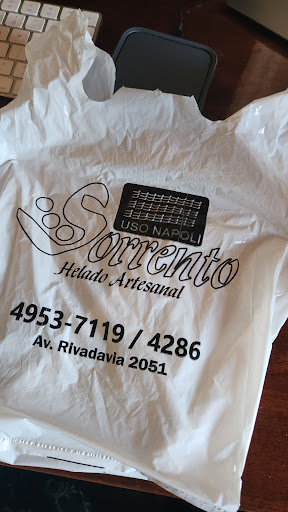 USO NAPOLI
Sorrento
Helado Artesanal
4953-7119 / 4286
Av. Rivadavia 2051